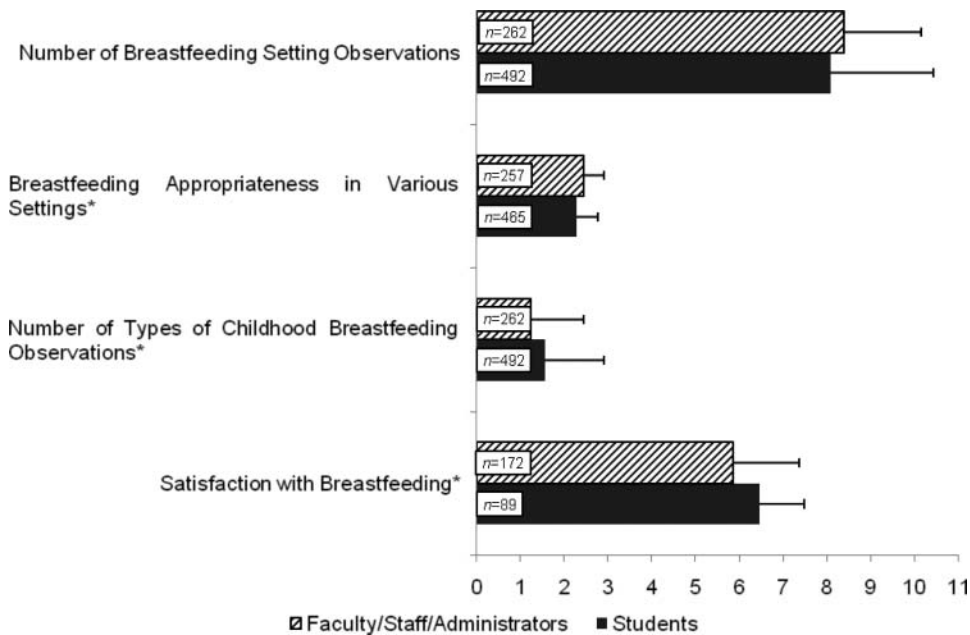 n=262
Number of Breastfeeding Setting Observations
n=492
n=257
Breastfeeding Appropriateness in Various
Settings*
n=465
n=262
Number of Types of Childhood Breastfeeding
Observations*
n=492
n=172
Satisfaction with Breastfeeding*
n=89
0 1 2 3 4 5 6 7 8 9 10 11
Faculty/Staff/Administrators Students